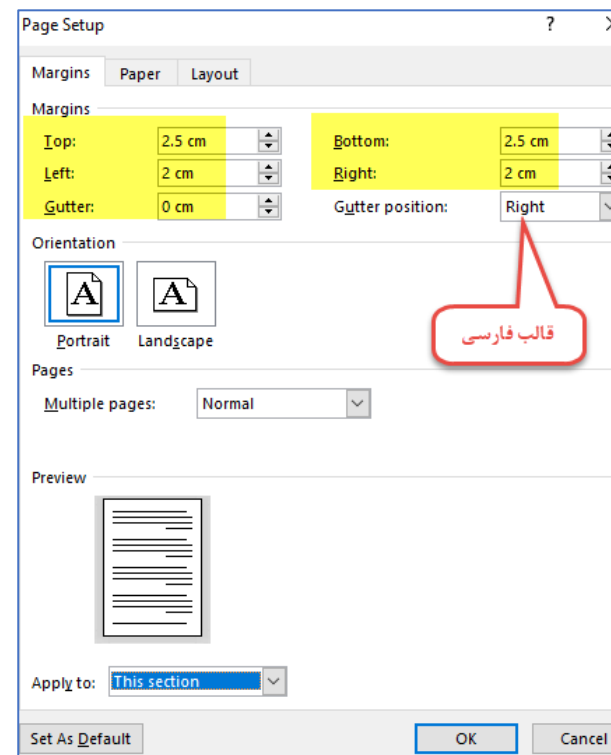 Page Setup ?
Margins Paper Layout
Margins
Top: 2.5 cm Bottom: 2.5 cm
Left: 2 cm Right: 2 cm
Gutter: 0 cm Gutter position: Right
Orientation
قالب فارسی
A A
Portrait Landscape
Pages
Multiple pages: Normal
Preview
Apply to: This section
Set As Default OK Cancel